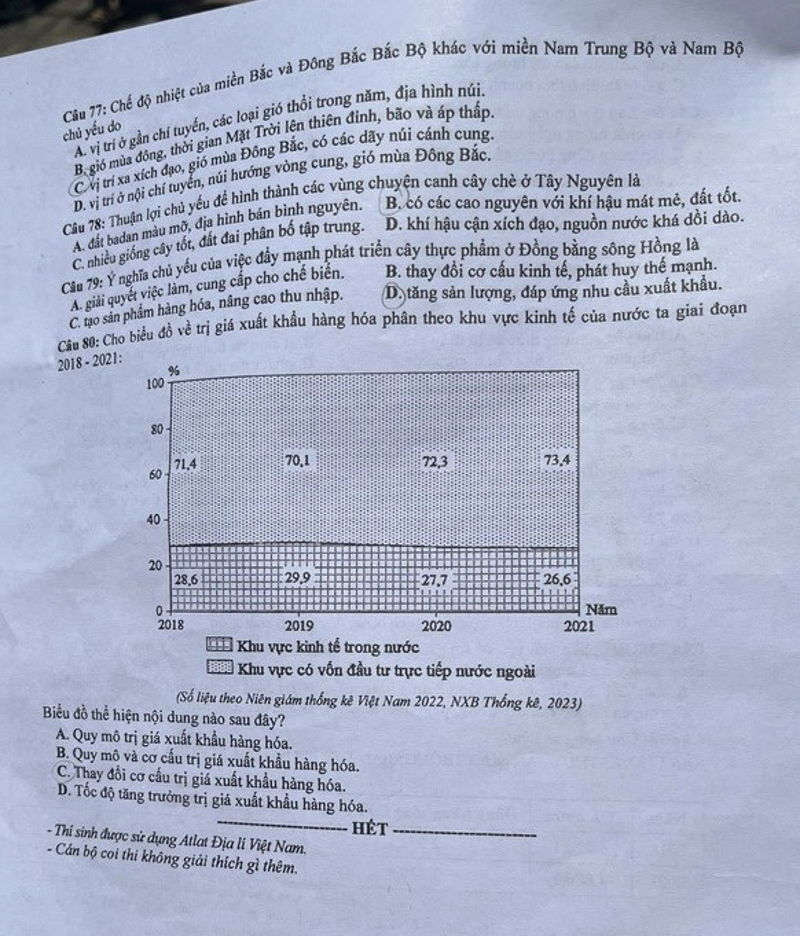 Câu 77: Chế độ nhiệt của miền Bắc và Đông Bắc Bắc Bộ khác với miền Nam Trung Bộ và Nam Bộ
chủ yếu do
A. vị trí ở gần chí tuyến, các loại gió thổi trong năm, địa hình núi.
B. gió mùa đông, thời gian Mặt Trời lên thiên đỉnh, bão và áp thấp.
C. vị trí xa xích đạo, gió mùa Đông Bắc, có các dãy núi cánh cung.
D. vị trí ở nội chí tuyến, núi hướng vòng cung, gió mùa Đông Bắc.
Câu 78: Thuận lợi chủ yếu để hình thành các vùng chuyên canh cây chè ở Tây Nguyên là
A. đất badan màu mỡ, địa hình bán bình nguyên. B. có các cao nguyên với khí hậu mát mẻ, đất tốt.
C. nhiều giống cây tốt, đất đai phân bố tập trung. D. khí hậu cận xích đạo, nguồn nước khá dồi dào.
Câu 79: Ý nghĩa chủ yếu của việc đẩy mạnh phát triển cây thực phẩm ở Đồng bằng sông Hồng là
A. giải quyết việc làm, cung cấp cho chế biến. B. thay đổi cơ cấu kinh tế, phát huy thế mạnh.
C. tạo sản phẩm hàng hóa, nâng cao thu nhập. D. tăng sản lượng, đáp ứng nhu cầu xuất khẩu.
Câu 80: Cho biểu đồ về trị giá xuất khẩu hàng hóa phân theo khu vực kinh tế của nước ta giai đoạn
2018 - 2021:
%
100
80
71,4 70,1 72,3 73,4
60
40
20
28,6 29,9 27,7 26,6
0 Năm
2018 2019 2020 2021
Khu vực kinh tế trong nước
Khu vực có vốn đầu tư trực tiếp nước ngoài
(Số liệu theo Niên giám thống kê Việt Nam 2022, NXB Thống kê, 2023)
Biểu đồ thể hiện nội dung nào sau đây?
A. Quy mô trị giá xuất khẩu hàng hóa.
B. Quy mô và cơ cấu trị giá xuất khẩu hàng hóa.
C. Thay đổi cơ cấu trị giá xuất khẩu hàng hóa.
D. Tốc độ tăng trưởng trị giá xuất khẩu hàng hóa.
HẾT
- Thí sinh được sử dụng Atlat Địa lí Việt Nam.
- Cán bộ coi thi không giải thích gì thêm.